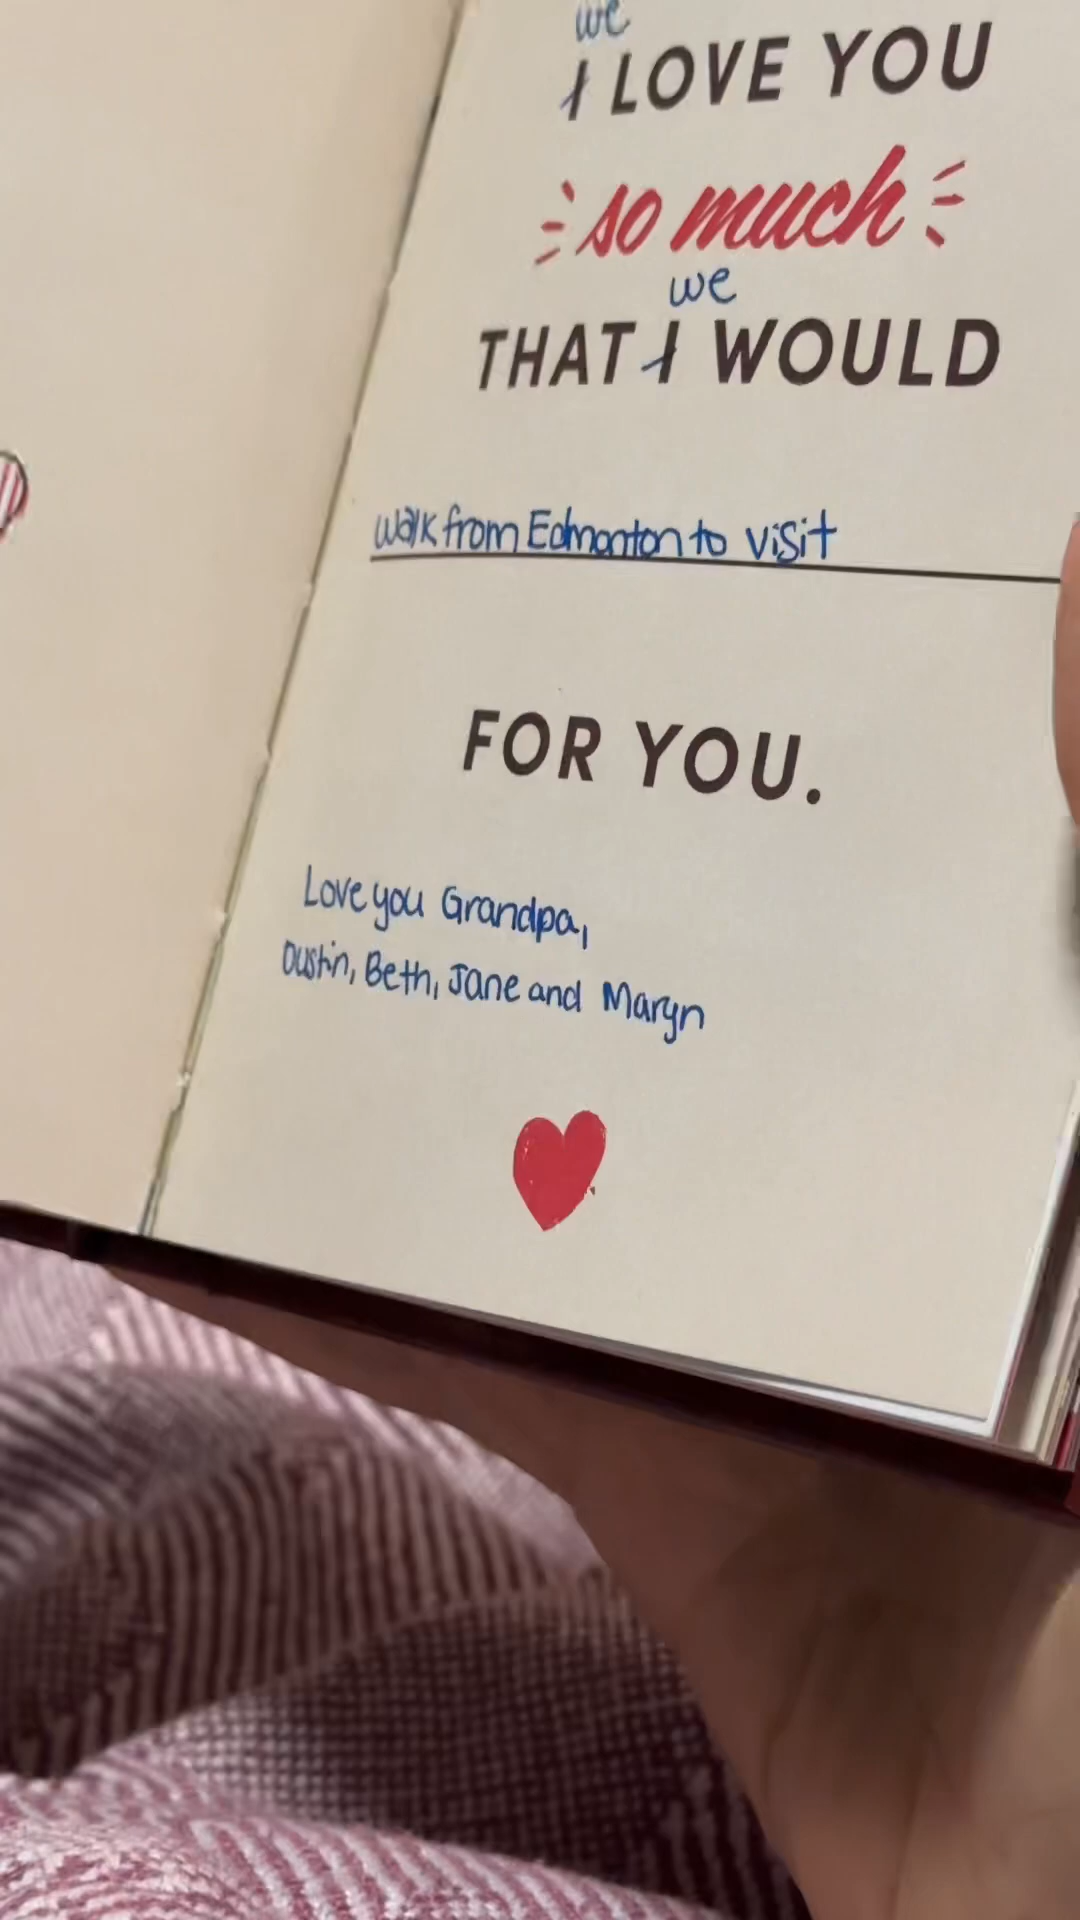 we
I LOVE YOU
so much
we
THAT I WOULD
walk from Edmonton to visit
FOR YOU.
Love you Grandpa,
Dustin, Beth, Jane and Maryn